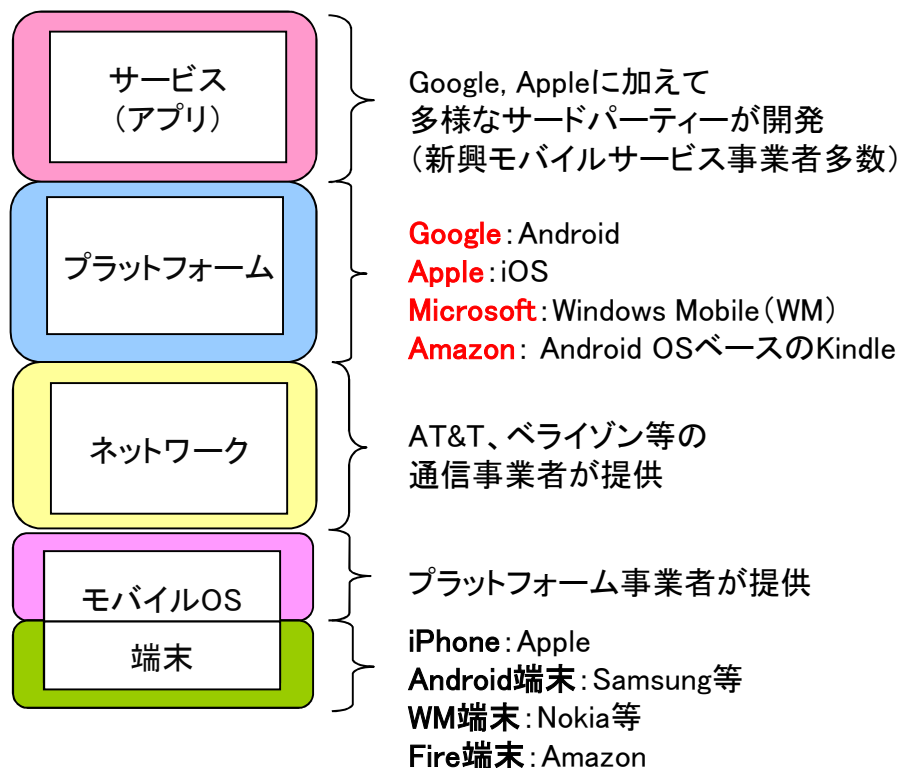 サービス
（アプリ）
Google, Appleに加えて
多様なサードパーティーが開発
（新興モバイルサービス事業者多数）
プラットフォーム
Google：Android
Apple：iOS
Microsoft：Windows Mobile（WM）
Amazon： Android OSベースのKindle
ネットワーク
AT&T、ベライゾン等の
通信事業者が提供
モバイルOS
プラットフォーム事業者が提供
端末
iPhone：Apple
Android端末：Samsung等
WM端末：Nokia等
Fire端末：Amazon